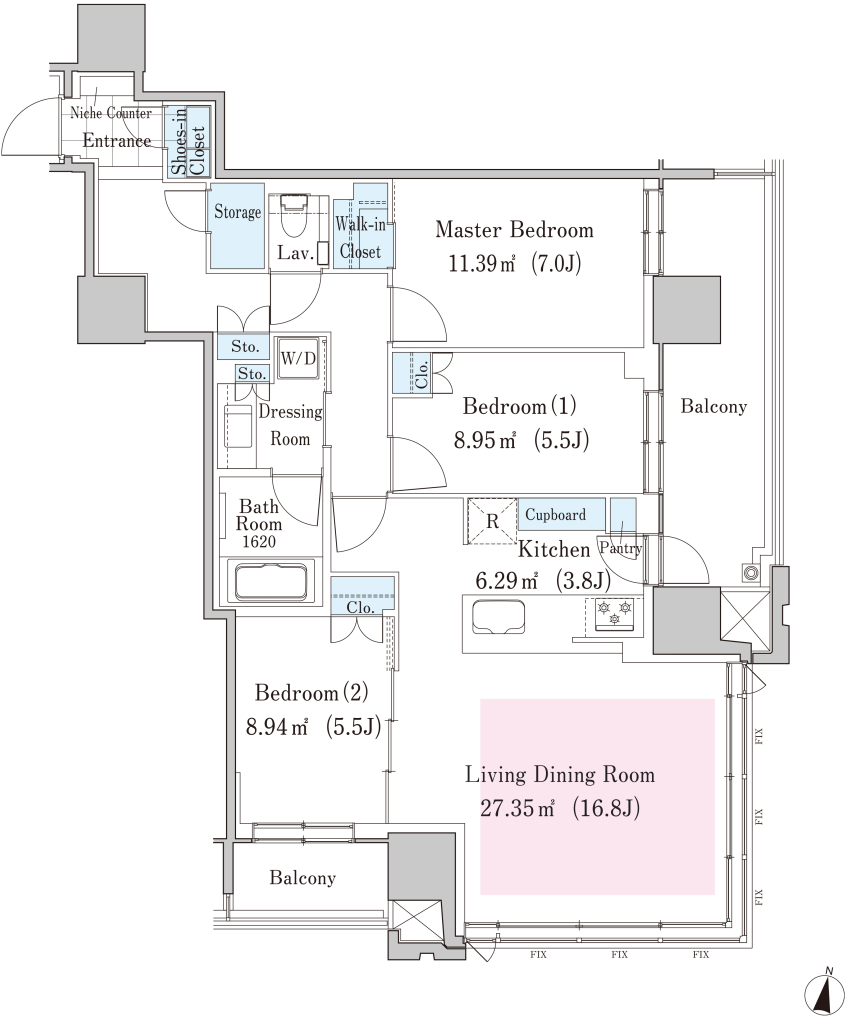 Niche Counter
Entrance
Shoes-in
Closet
Storage
Lav.
Walk-in
Closet
Master Bedroom
11.39㎡ (7.0J)
Sto.
Sto.
W/D
Clo.
Dressing
Room
Bedroom(1)
8.95㎡ (5.5J)
Balcony
Bath
Room
1620
R
Cupboard
Kitchen
Pantry
6.29㎡ (3.8J)
Clo.
Bedroom(2)
8.94㎡ (5.5J)
Living Dining Room
27.35㎡ (16.8J)
FIX
FIX
FIX
Balcony
FIX
FIX
FIX
N